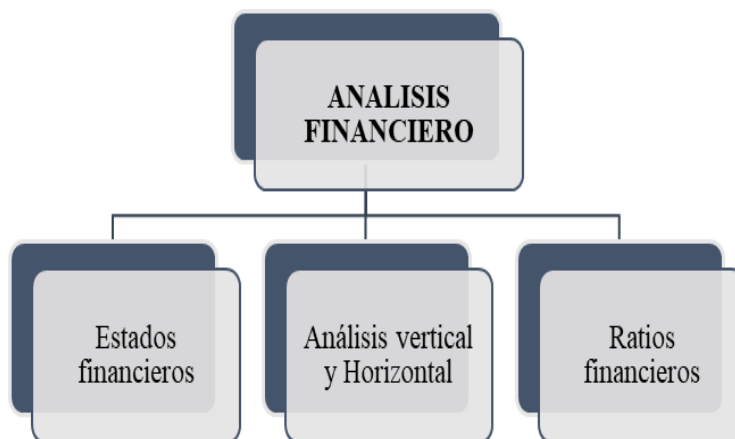 ANALISIS
FINANCIERO
Estados
financieros
Análisis vertical
y Horizontal
Ratios
financieros